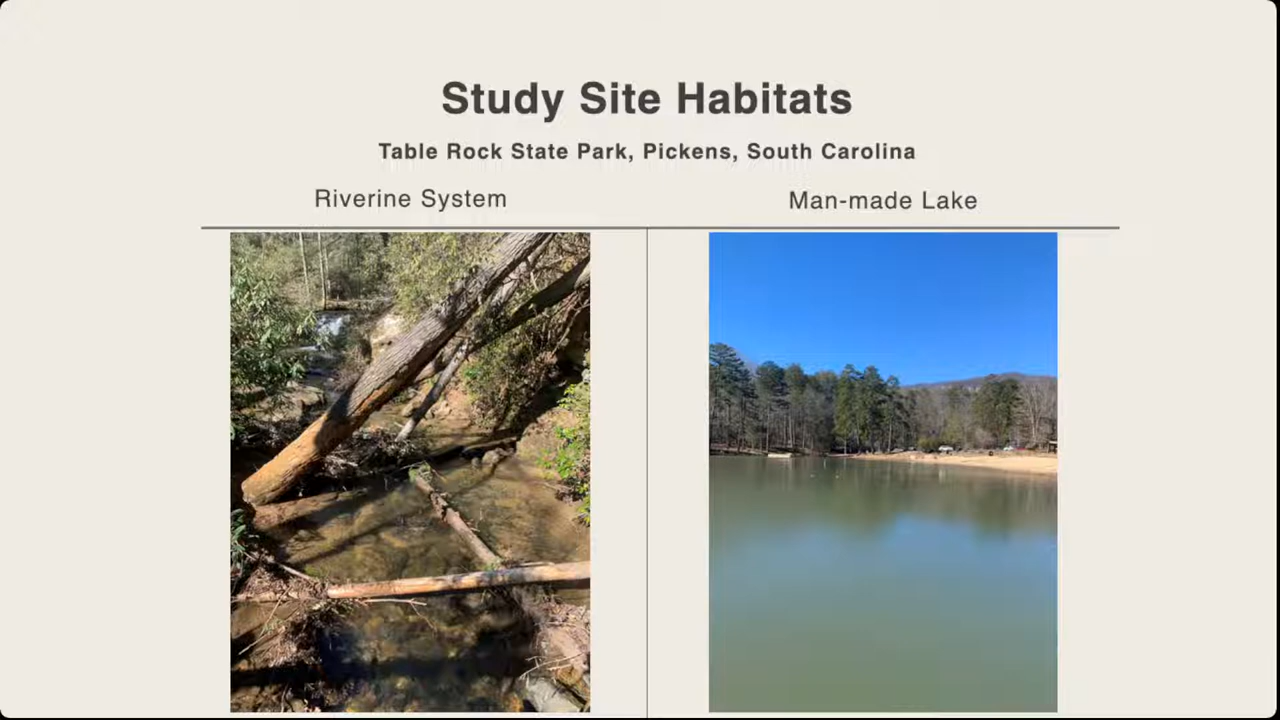 Study Site Habitats
Table Rock State Park, Pickens, South Carolina
Riverine System
Man-made Lake